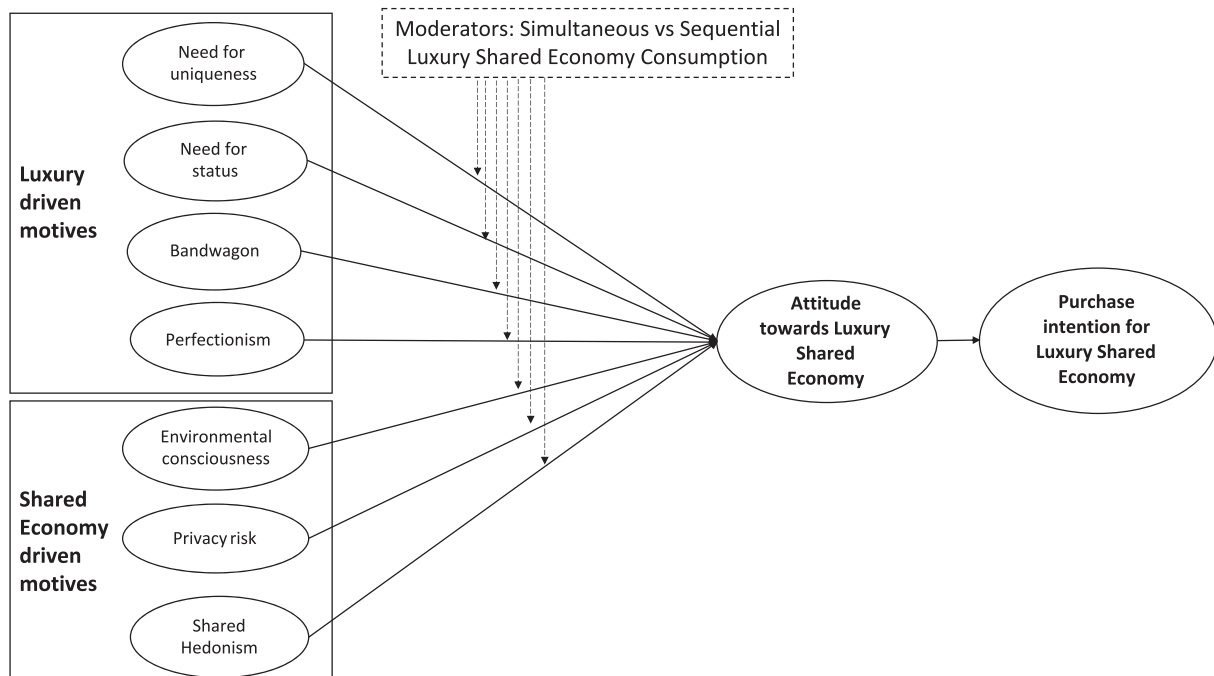 Moderators: Simultaneous vs Sequential
Luxury Shared Economy Consumption
Luxury
driven
motives
Need for
uniqueness
Need for
status
Bandwagon
Perfectionism
Shared
Economy
driven
motives
Environmental
consciousness
Privacy risk
Shared
Hedonism
Attitude
towards Luxury
Shared
Economy
Purchase
intention for
Luxury Shared
Economy